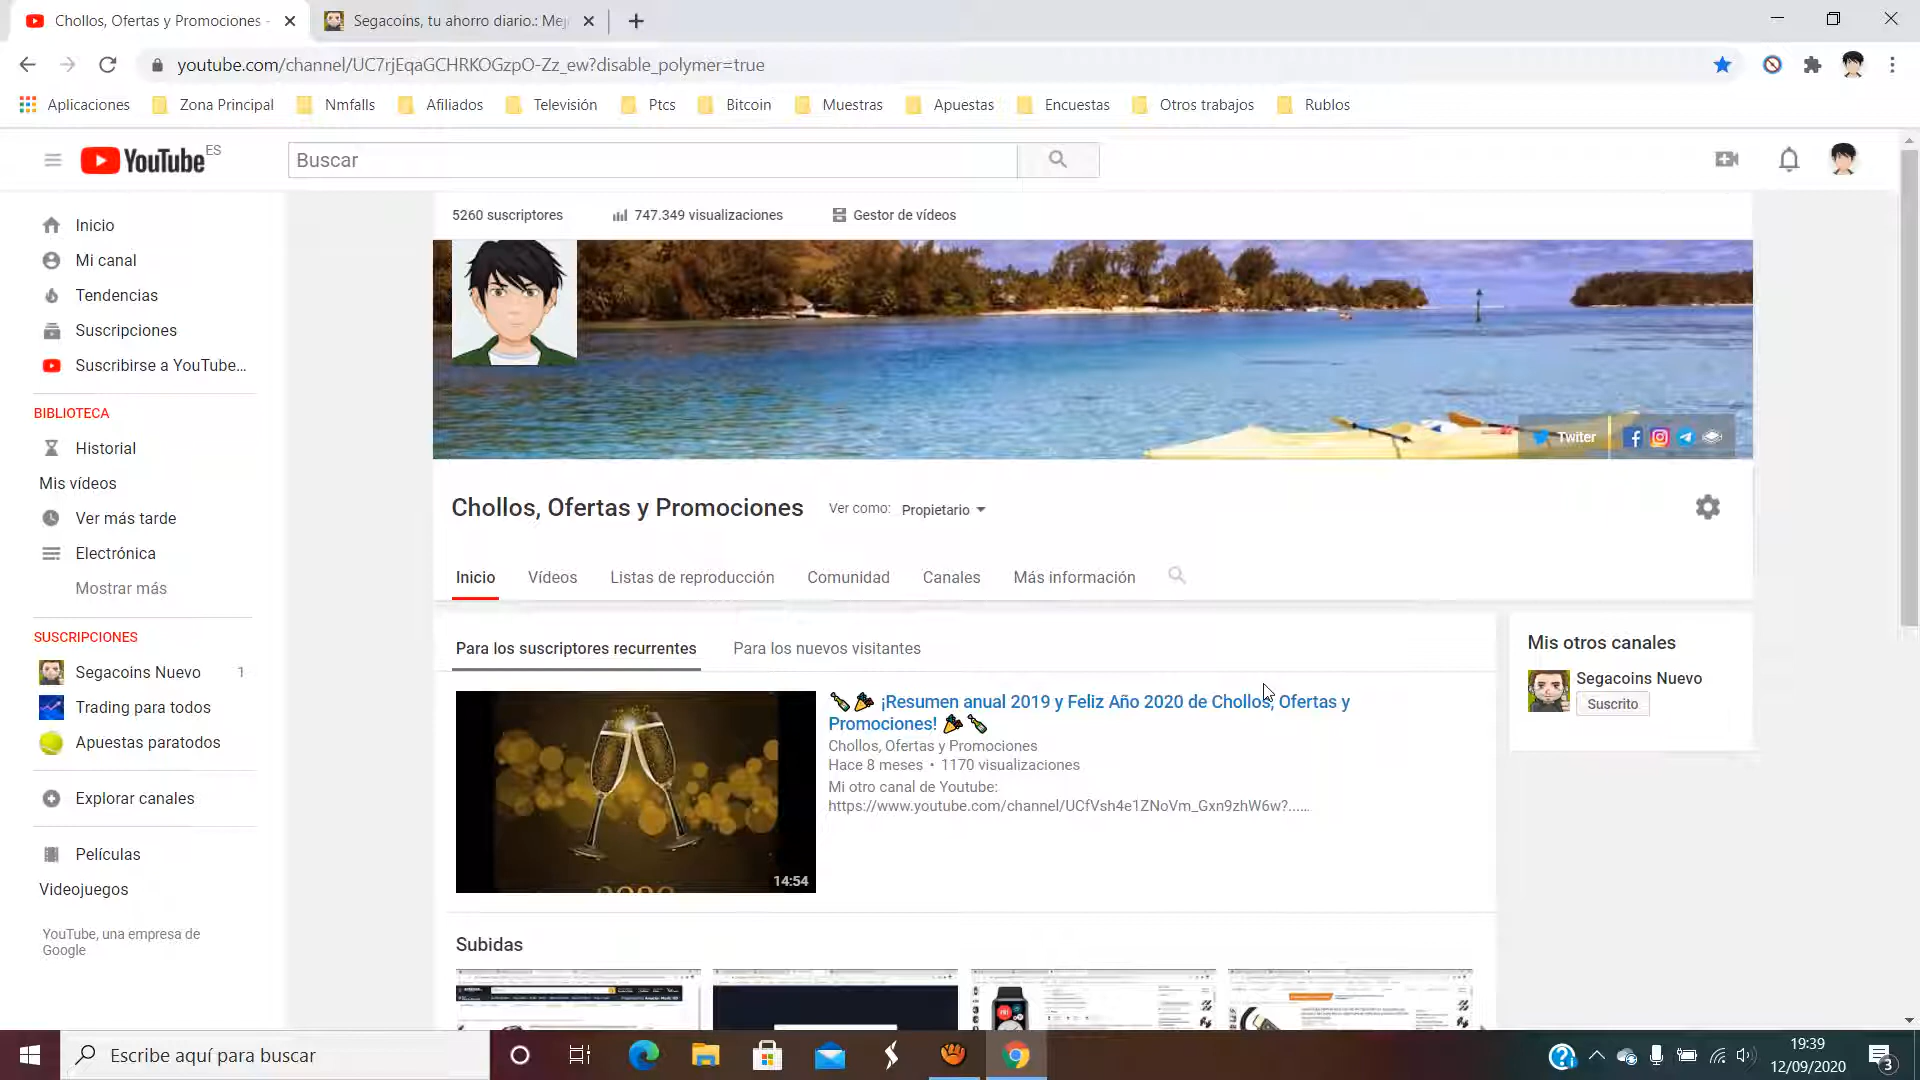 Chollos, Ofertas y Promociones -
Segacoins, tu ahorro diario.: Mej
youtube.com/channel/UC7rjEqaGCHRKOGzpO-Zz_ew?disable_polymer=true
Aplicaciones Zona Principal Nmfalls Afiliados Televisión Ptcs Bitcoin Muestras Apuestas Encuestas Otros trabajos Rublos
YouTube ES
Buscar
5260 suscriptores 747.349 visualizaciones Gestor de vídeos
Inicio
Mi canal
Tendencias
Suscripciones
Suscribirse a YouTube...
BIBLIOTECA
Historial
Mis vídeos
Ver más tarde
Electrónica
Mostrar más
SUSCRIPCIONES
Segacoins Nuevo 1
Trading para todos
Apuestas paratodos
Explorar canales
Películas
Videojuegos
YouTube, una empresa de
Google
Twiter
Chollos, Ofertas y Promociones Ver como: Propietario
Inicio Vídeos Listas de reproducción Comunidad Canales Más información
Para los suscriptores recurrentes Para los nuevos visitantes
¡Resumen anual 2019 y Feliz Año 2020 de Chollos, Ofertas y
Promociones!
Chollos, Ofertas y Promociones
Hace 8 meses • 1170 visualizaciones
Mi otro canal de Youtube:
https://www.youtube.com/channel/UCfVsh4e1ZNoVm_Gxn9zhW6w?......
14:54
Mis otros canales
Segacoins Nuevo
Suscrito
Subidas
Escribe aquí para buscar
19:39
12/09/2020
3